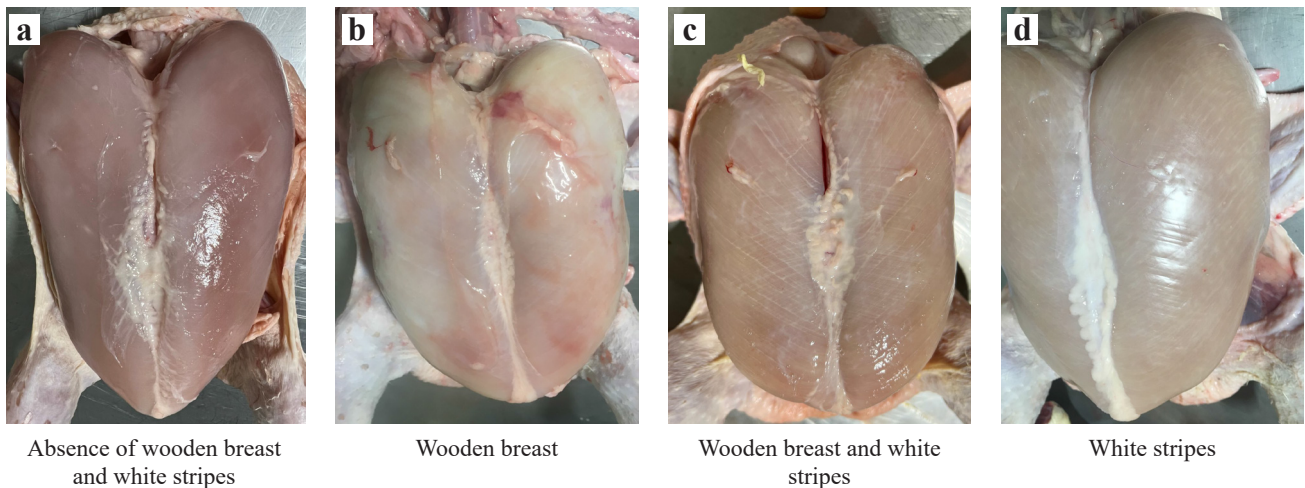 a
b
c
d
Absence of wooden breast
and white stripes
Wooden breast
Wooden breast and white
stripes
White stripes